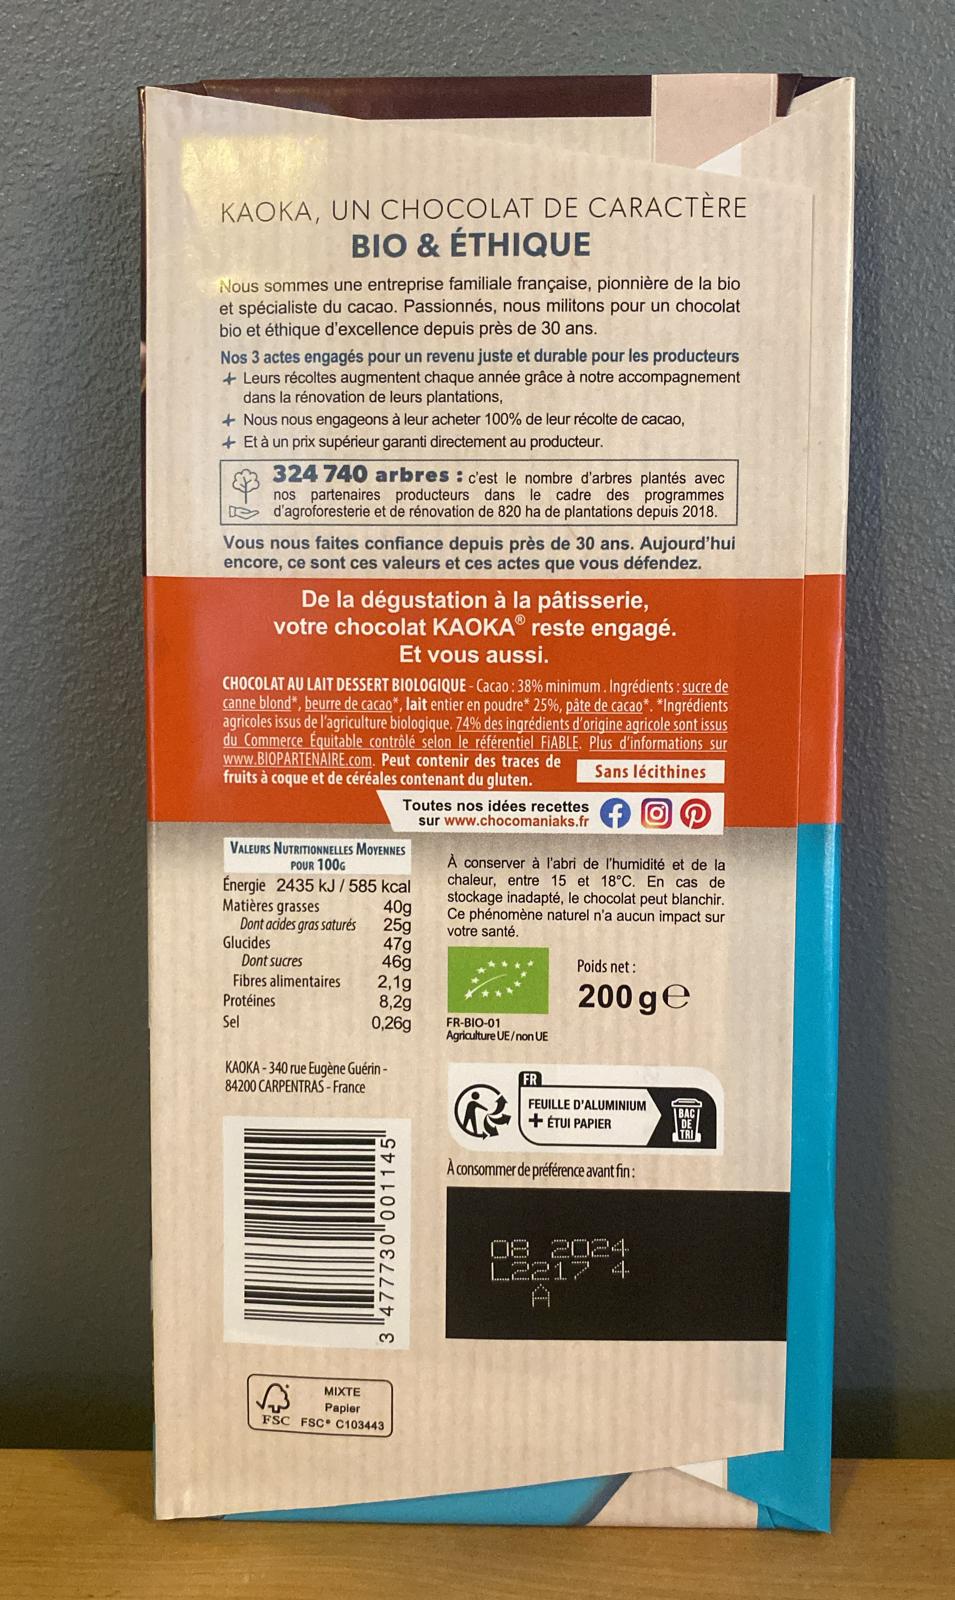 KAOKA, UN CHOCOLAT DE CARACTÈRE
BIO & ÉTHIQUE
Nous sommes une entreprise familiale française, pionnière de la bio
et spécialiste du cacao. Passionnés, nous militons pour un chocolat
bio et éthique d'excellence depuis près de 30 ans.
Nos 3 actes engagés pour un revenu juste et durable pour les producteurs
+ Leurs récoltes augmentent chaque année grâce à notre accompagnement
dans la rénovation de leurs plantations,
+ Nous nous engageons à leur acheter 100% de leur récolte de cacao,
+ Et à un prix supérieur garanti directement au producteur.
324 740 arbres : c'est le nombre d'arbres plantés avec
nos partenaires producteurs dans le cadre des programmes
d'agroforesterie et de rénovation de 820 ha de plantations depuis 2018.
Vous nous faites confiance depuis près de 30 ans. Aujourd'hui
encore, ce sont ces valeurs et ces actes que vous défendez.
De la dégustation à la pâtisserie,
votre chocolat KAOKA® reste engagé.
Et vous aussi.
CHOCOLAT AU LAIT DESSERT BIOLOGIQUE - Cacao : 38% minimum . Ingrédients : sucre de
canne blond*, beurre de cacao*, lait entier en poudre* 25%, pâte de cacao*. *Ingrédients
agricoles issus de l'agriculture biologique. 74% des ingrédients d'origine agricole sont issus
du Commerce Équitable contrôlé selon le référentiel FiABLE. Plus d'informations sur
www.BIOPARTENAIRE.com. Peut contenir des traces de
fruits à coque et de céréales contenant du gluten.
Sans lécithines
Toutes nos idées recettes
sur www.chocomaniaks.fr
VALEURS NUTRITIONNELLES MOYENNES
POUR 100G
Énergie 2435 kJ / 585 kcal
Matières grasses 40g
Dont acides gras saturés 25g
Glucides 47g
Dont sucres 46g
Fibres alimentaires 2,1g
Protéines 8,2g
Sel 0,26g
À conserver à l'abri de l'humidité et de la
chaleur, entre 15 et 18°C. En cas de
stockage inadapté, le chocolat peut blanchir.
Ce phénomène naturel n'a aucun impact sur
votre santé.
FR-BIO-01
Agriculture UE/non UE
Poids net :
200 g e
KAOKA - 340 rue Eugène Guérin -
84200 CARPENTRAS - France
FR
FEUILLE D'ALUMINIUM
+ ÉTUI PAPIER
BAC
DE
TRI
À consommer de préférence avant fin :
08 2024
L2217 4
A
3 477730 001145
MIXTE
Papier
FSC FSC® C103443